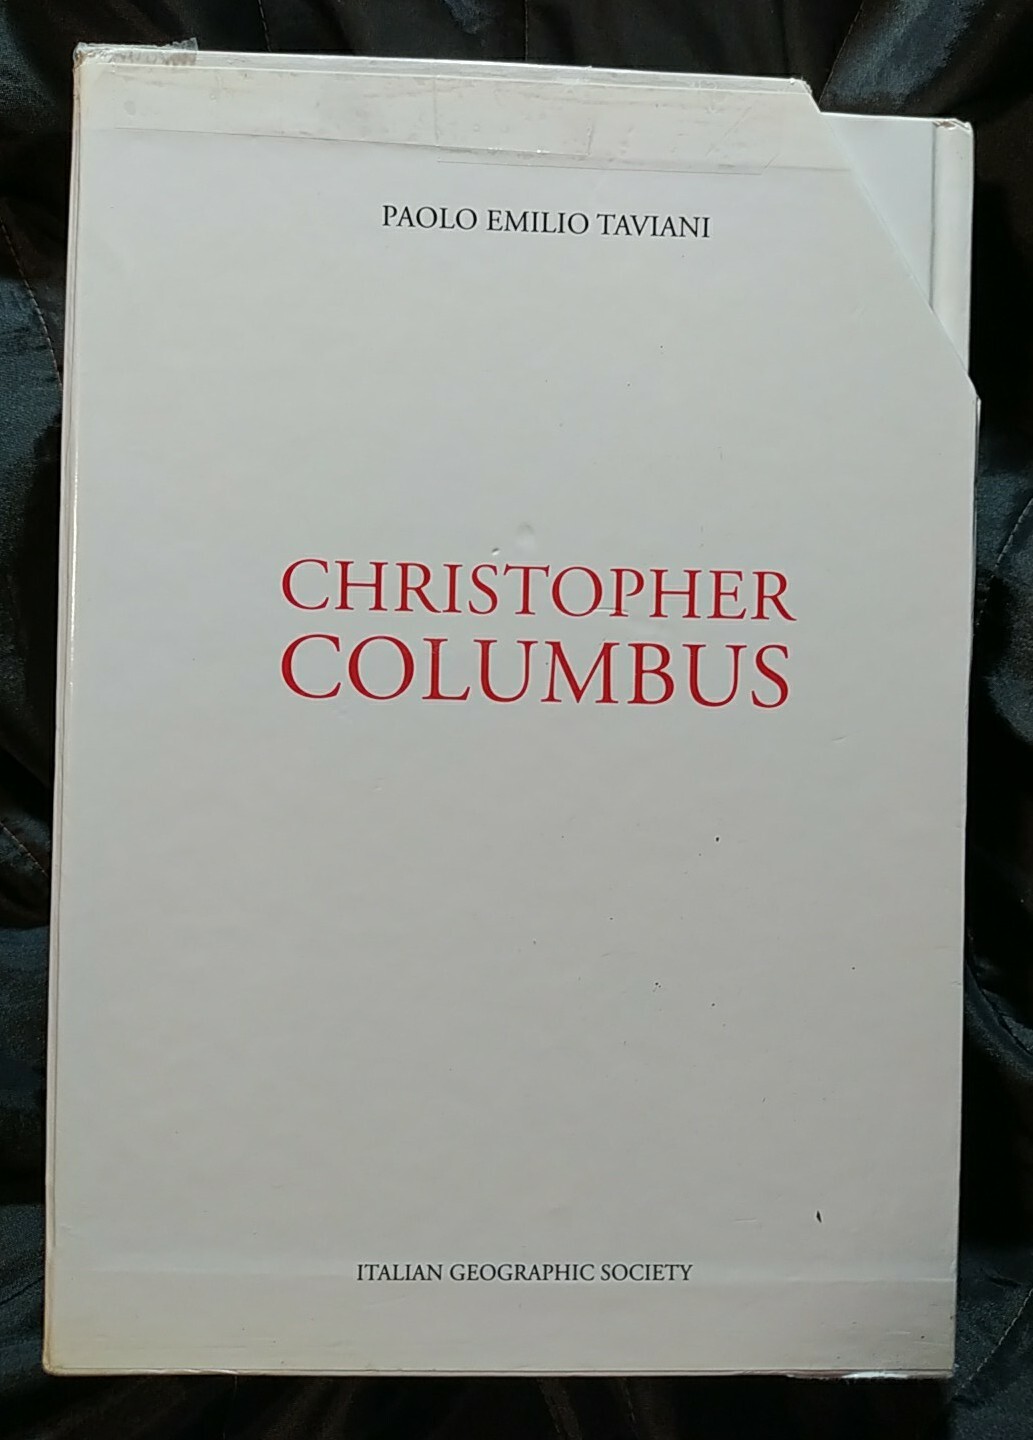 PAOLO EMILIO TAVIANI
CHRISTOPHER
COLUMBUS
ITALIAN GEOGRAPHIC SOCIETY